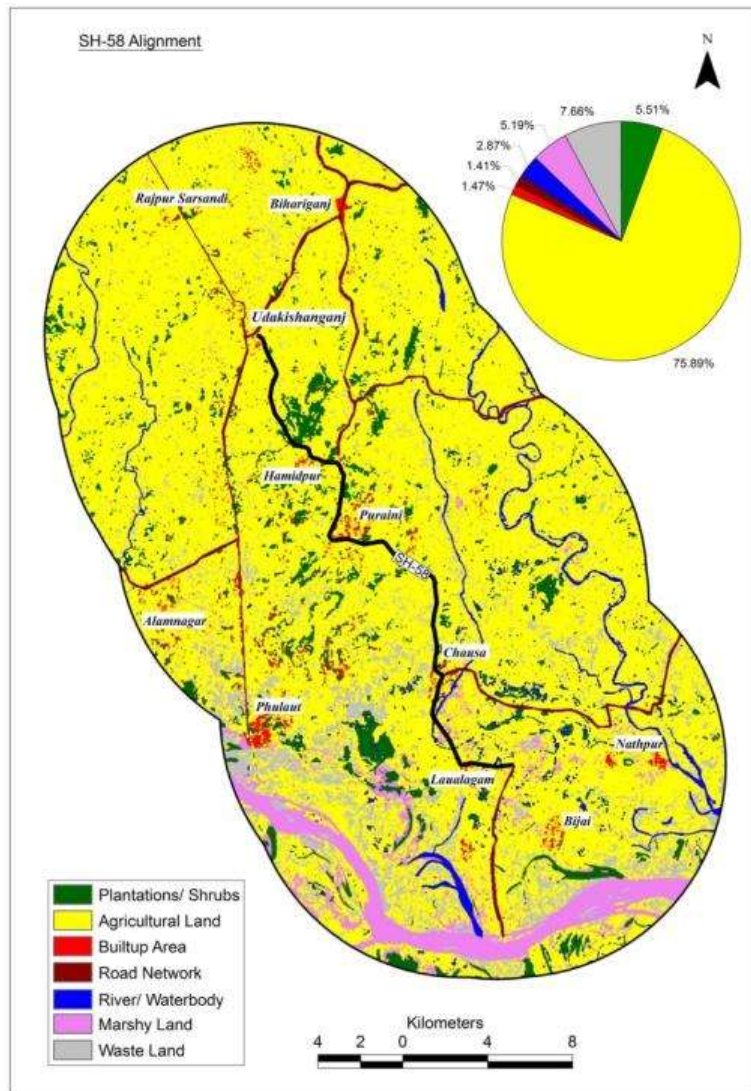 SH-58 Alignment
N
7.66%
5.51%
5.19%
2.87%
1.41%
1.47%
75.89%
Rajpur Sarsandi
Bihariganj
Udakishanganj
Hamidpur
Puraini
SH-58
Alamnagar
Chausa
Phulaut
Nathpur
Laualagam
Bijai
Plantations/ Shrubs
Agricultural Land
Builtup Area
Road Network
River/ Waterbody
Marshy Land
Waste Land
Kilometers
4 2 0 4 8